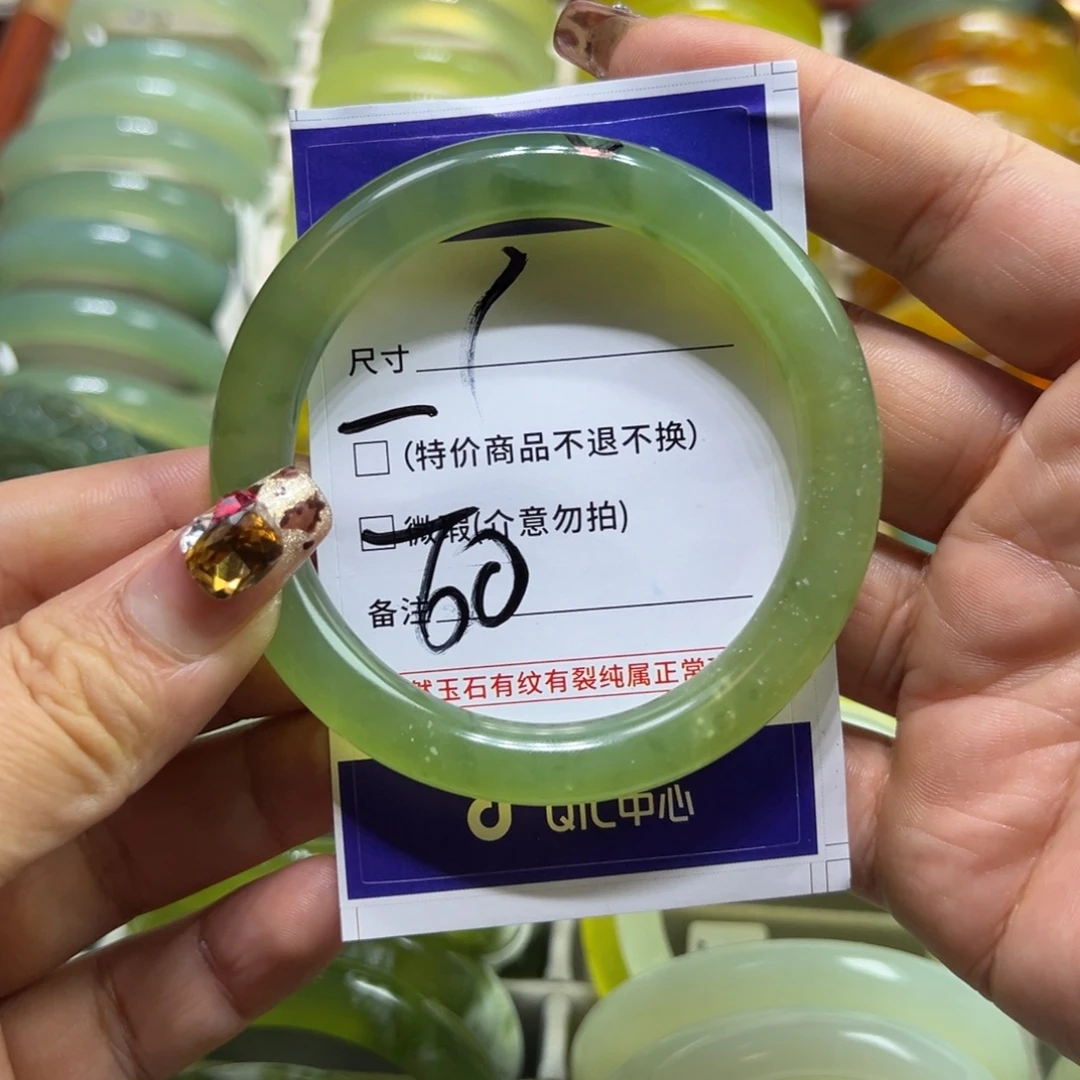 尺寸
(特价商品不退不换)
微瑕(介意勿拍)
60
备注
然玉石有纹有裂纯属正常
QIC中心